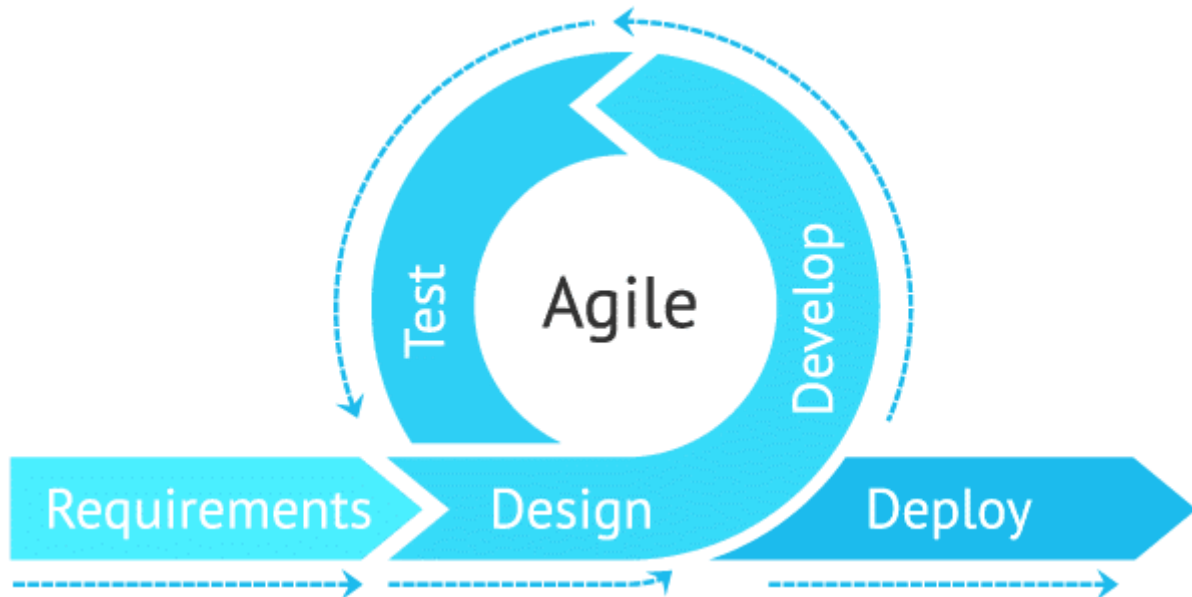 Agile
Test
Develop
Requirements
Design
Deploy